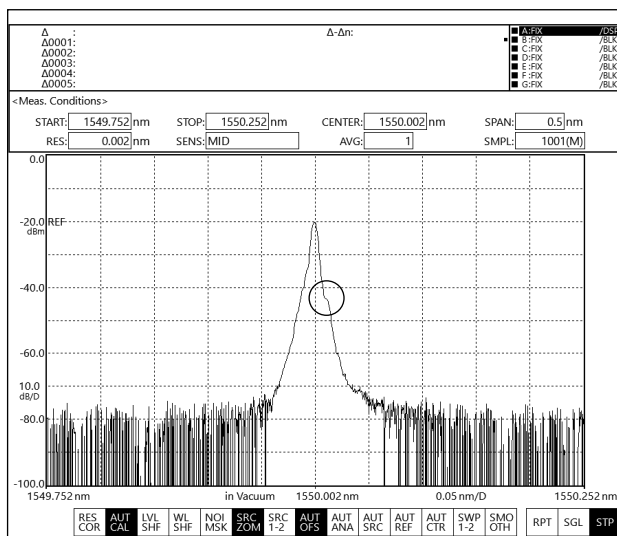 Δ :
Δ-Δn:
Δ0001:
Δ0002:
Δ0003:
Δ0004:
Δ0005:
A:FIX /DSP
B:FIX /BLK
C:FIX /BLK
D:FIX /BLK
E:FIX /BLK
F:FIX /BLK
G:FIX /BLK
<Meas. Conditions>
START: 1549.752 nm STOP: 1550.252 nm CENTER: 1550.002 nm SPAN: 0.5 nm
RES: 0.002 nm SENS: MID AVG: 1 SMPL: 1001(M)
0.0
-20.0 REF
dBm
-40.0
-60.0
10.0
dB/D
-80.0
-100.0
1549.752 nm in Vacuum 1550.002 nm 0.05 nm/D 1550.252 nm
RES COR AUT CAL LVL SHF WL SHF NOI MSK SRC ZOM SRC 1-2 AUT OFS AUT ANA AUT SRC AUT REF AUT CTR SWP 1-2 SMO OTH RPT SGL STP